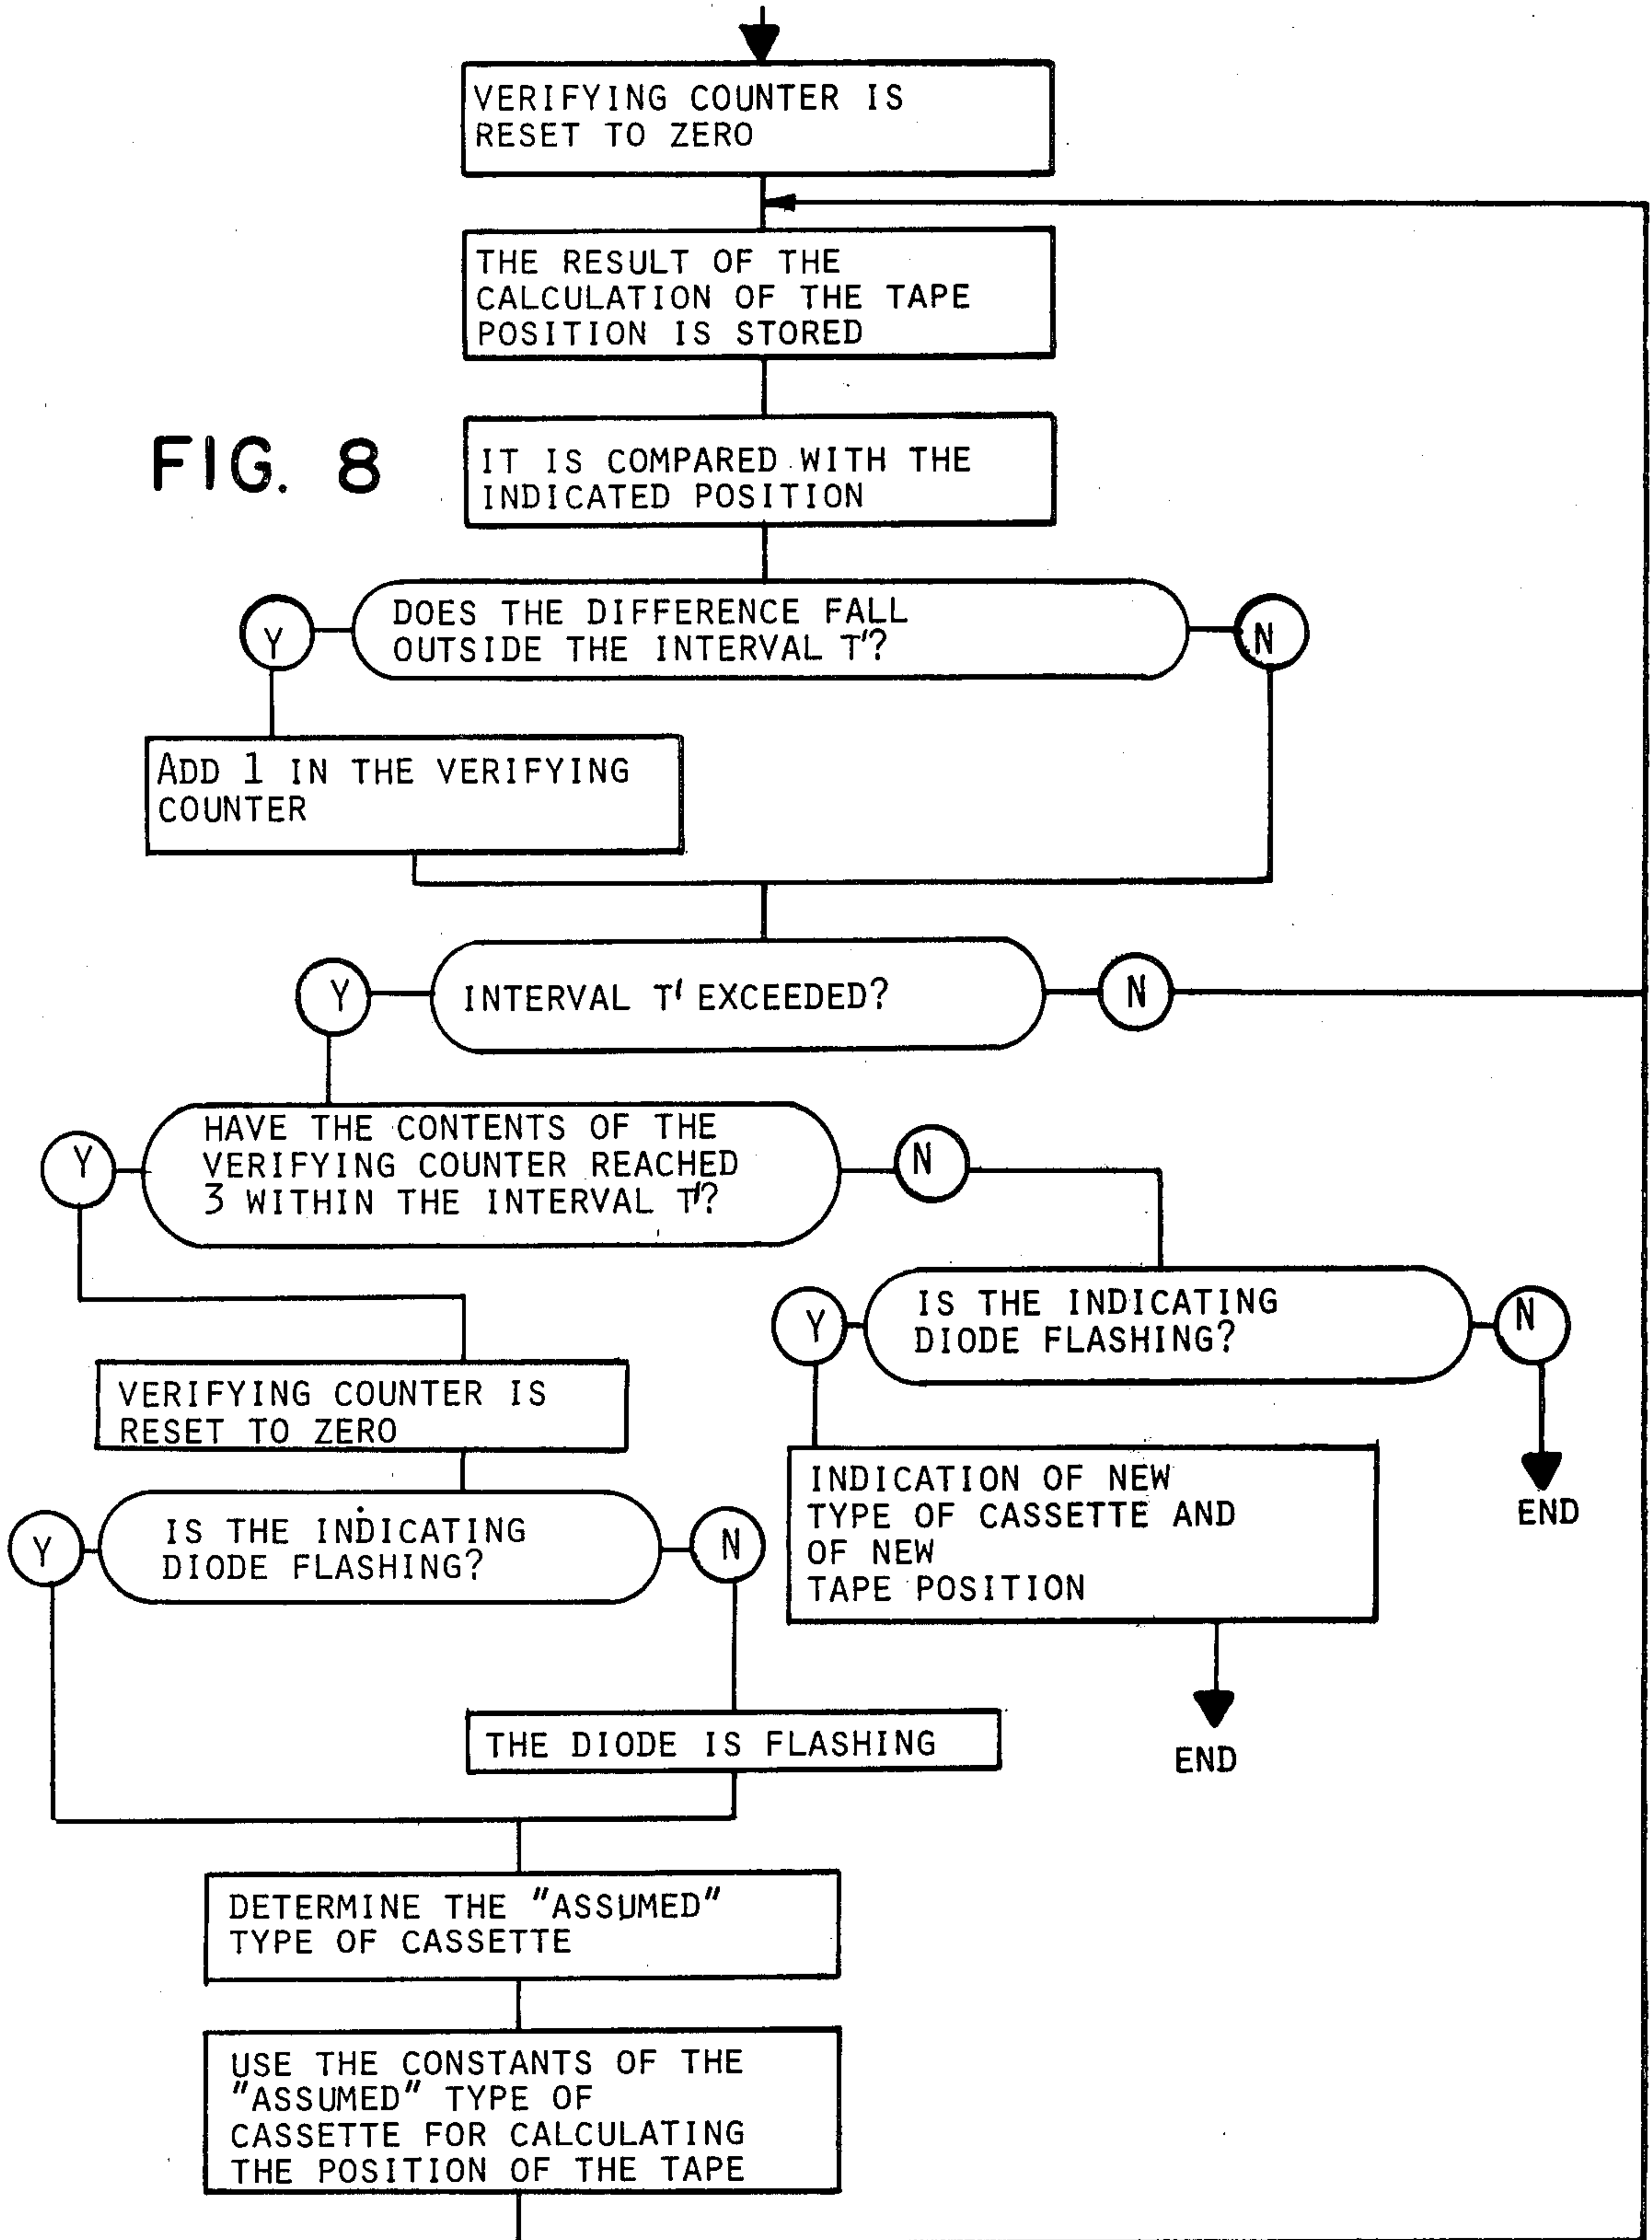 VERIFYING COUNTER IS
RESET TO ZERO
THE RESULT OF THE
CALCULATION OF THE TAPE
POSITION IS STORED
FIG. 8
IT IS COMPARED WITH THE
INDICATED POSITION
Y
DOES THE DIFFERENCE FALL
OUTSIDE THE INTERVAL T'?
N
ADD 1 IN THE VERIFYING
COUNTER
Y
INTERVAL T' EXCEEDED?
N
Y
HAVE THE CONTENTS OF THE
VERIFYING COUNTER REACHED
3 WITHIN THE INTERVAL T'?
N
Y
IS THE INDICATING
DIODE FLASHING?
N
VERIFYING COUNTER IS
RESET TO ZERO
INDICATION OF NEW
TYPE OF CASSETTE AND
OF NEW
TAPE POSITION
END
Y
IS THE INDICATING
DIODE FLASHING?
N
THE DIODE IS FLASHING
END
DETERMINE THE "ASSUMED"
TYPE OF CASSETTE
USE THE CONSTANTS OF THE
"ASSUMED" TYPE OF
CASSETTE FOR CALCULATING
THE POSITION OF THE TAPE